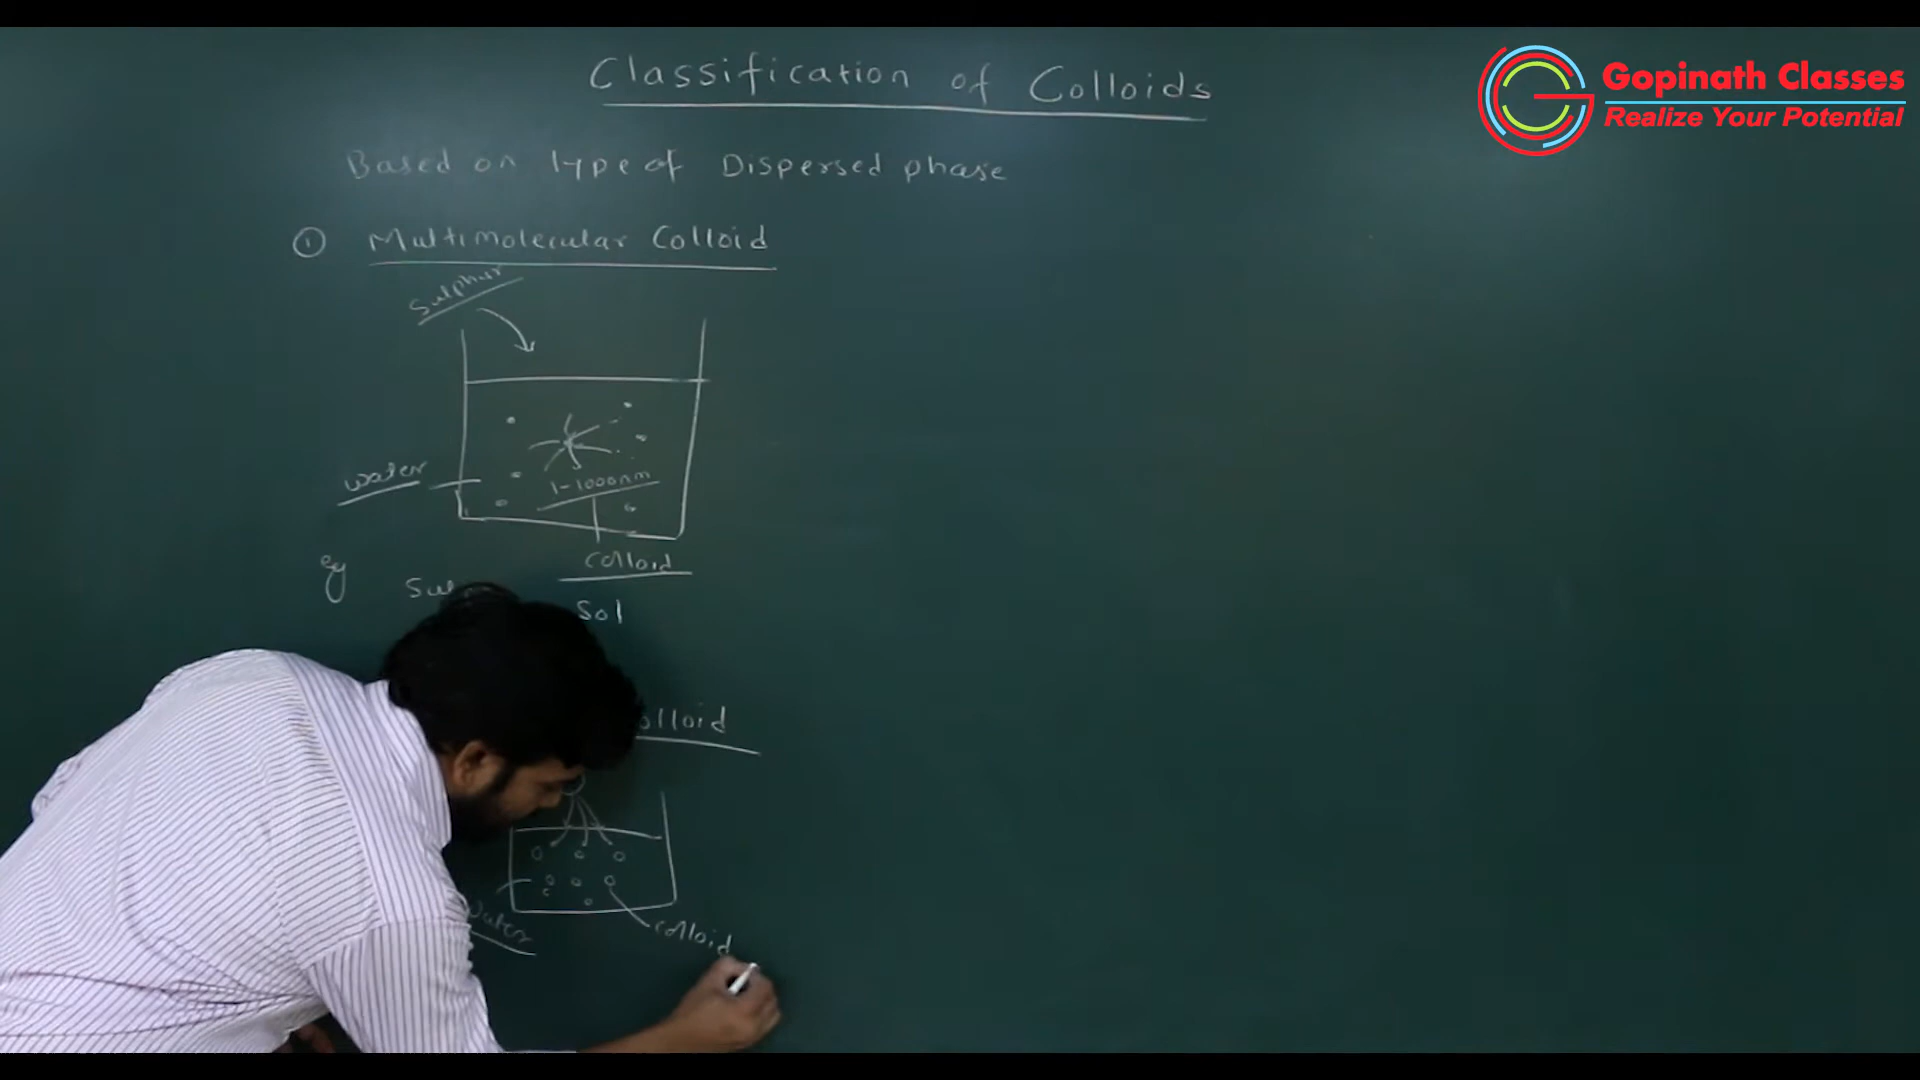 Classification of Colloids
Gopinath Classes
Realize Your Potential
Based on type of Dispersed phase
① Multimolecular Colloid
Sulphur
water
1-1000nm
colloid
eg
Sol
olloid
Water
colloid